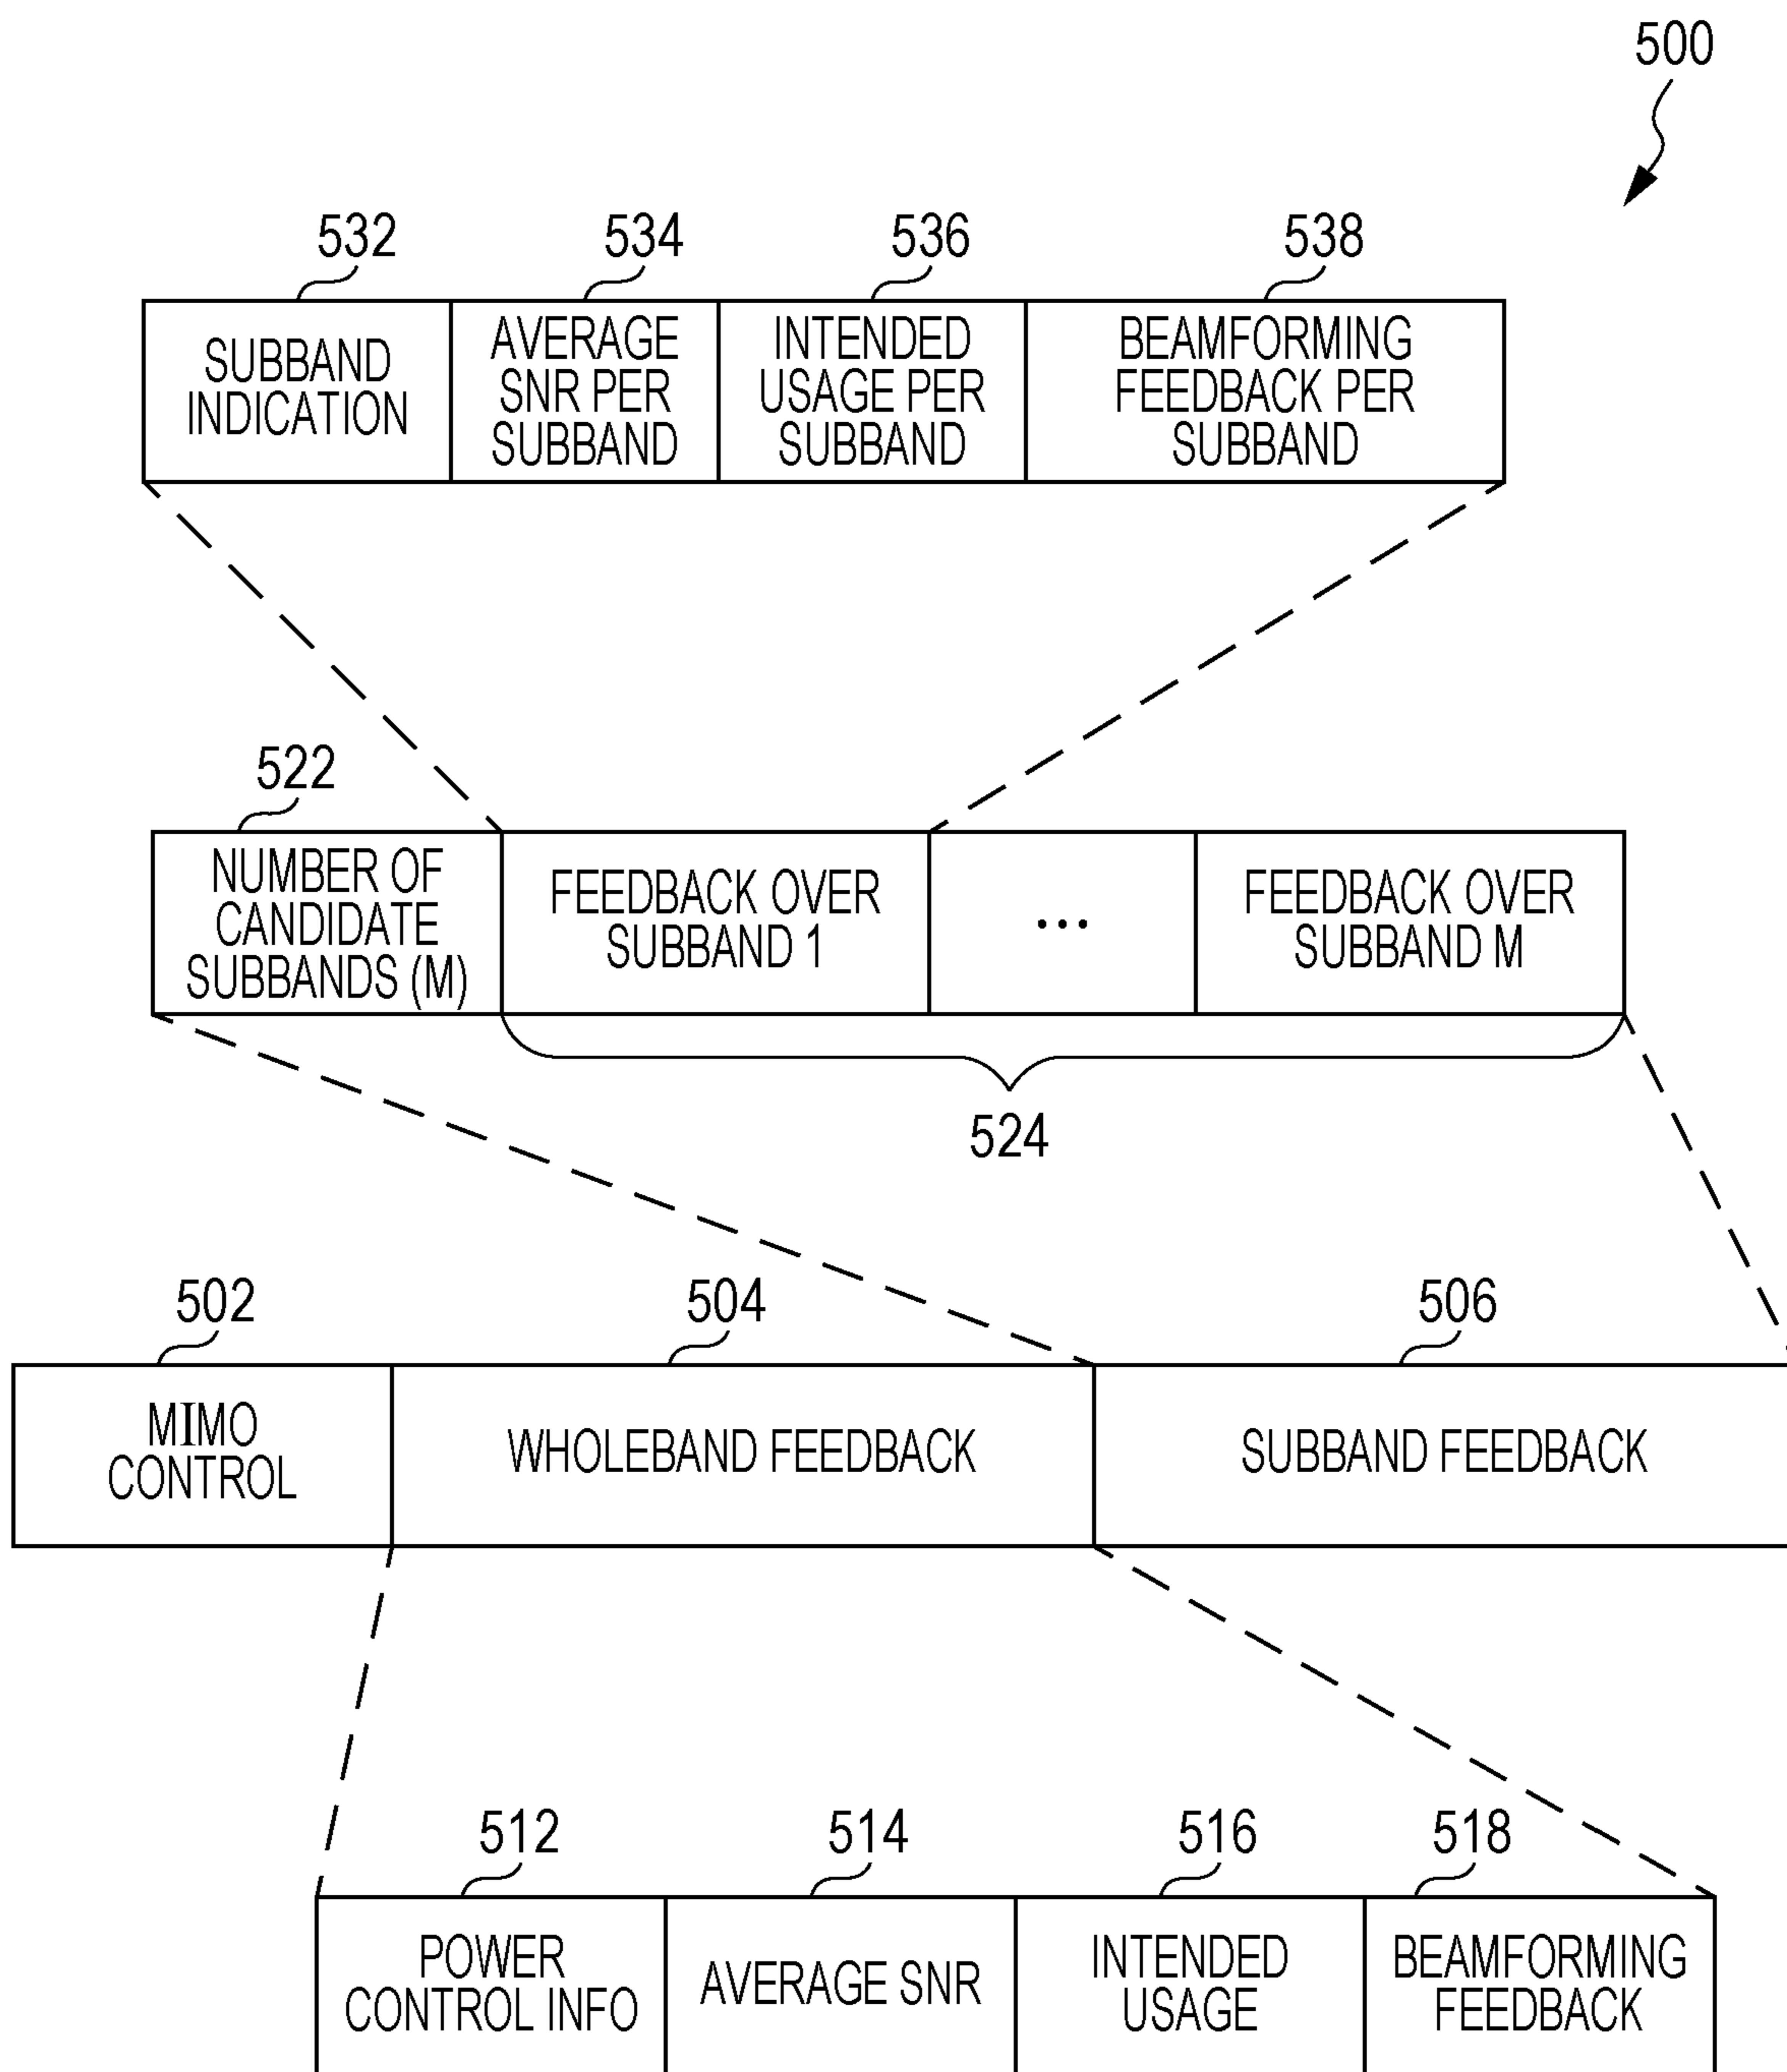 500
532
534
536
538
SUBBAND
INDICATION
AVERAGE
SNR PER
SUBBAND
INTENDED
USAGE PER
SUBBAND
BEAMFORMING
FEEDBACK PER
SUBBAND
522
NUMBER OF
CANDIDATE
SUBBANDS (M)
FEEDBACK OVER
SUBBAND 1
...
FEEDBACK OVER
SUBBAND M
524
502
504
506
MIMO
CONTROL
WHOLEBAND FEEDBACK
SUBBAND FEEDBACK
512
514
516
518
POWER
CONTROL INFO
AVERAGE SNR
INTENDED
USAGE
BEAMFORMING
FEEDBACK